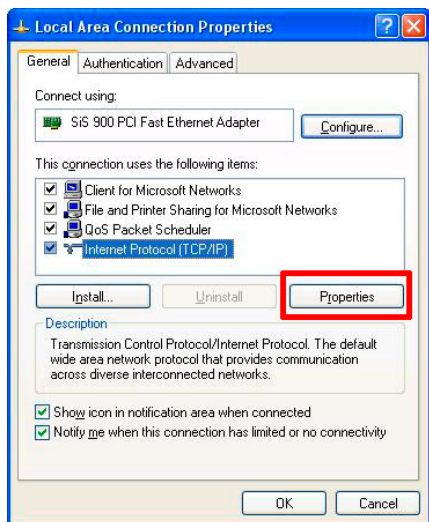 Local Area Connection Properties
General Authentication Advanced
Connect using:
SiS 900 PCI Fast Ethernet Adapter Configure...
This connection uses the following items:
Client for Microsoft Networks
File and Printer Sharing for Microsoft Networks
QoS Packet Scheduler
Internet Protocol (TCP/IP)
Install... Uninstall Properties
Description
Transmission Control Protocol/Internet Protocol. The default
wide area network protocol that provides communication
across diverse interconnected networks.
Show icon in notification area when connected
Notify me when this connection has limited or no connectivity
OK Cancel